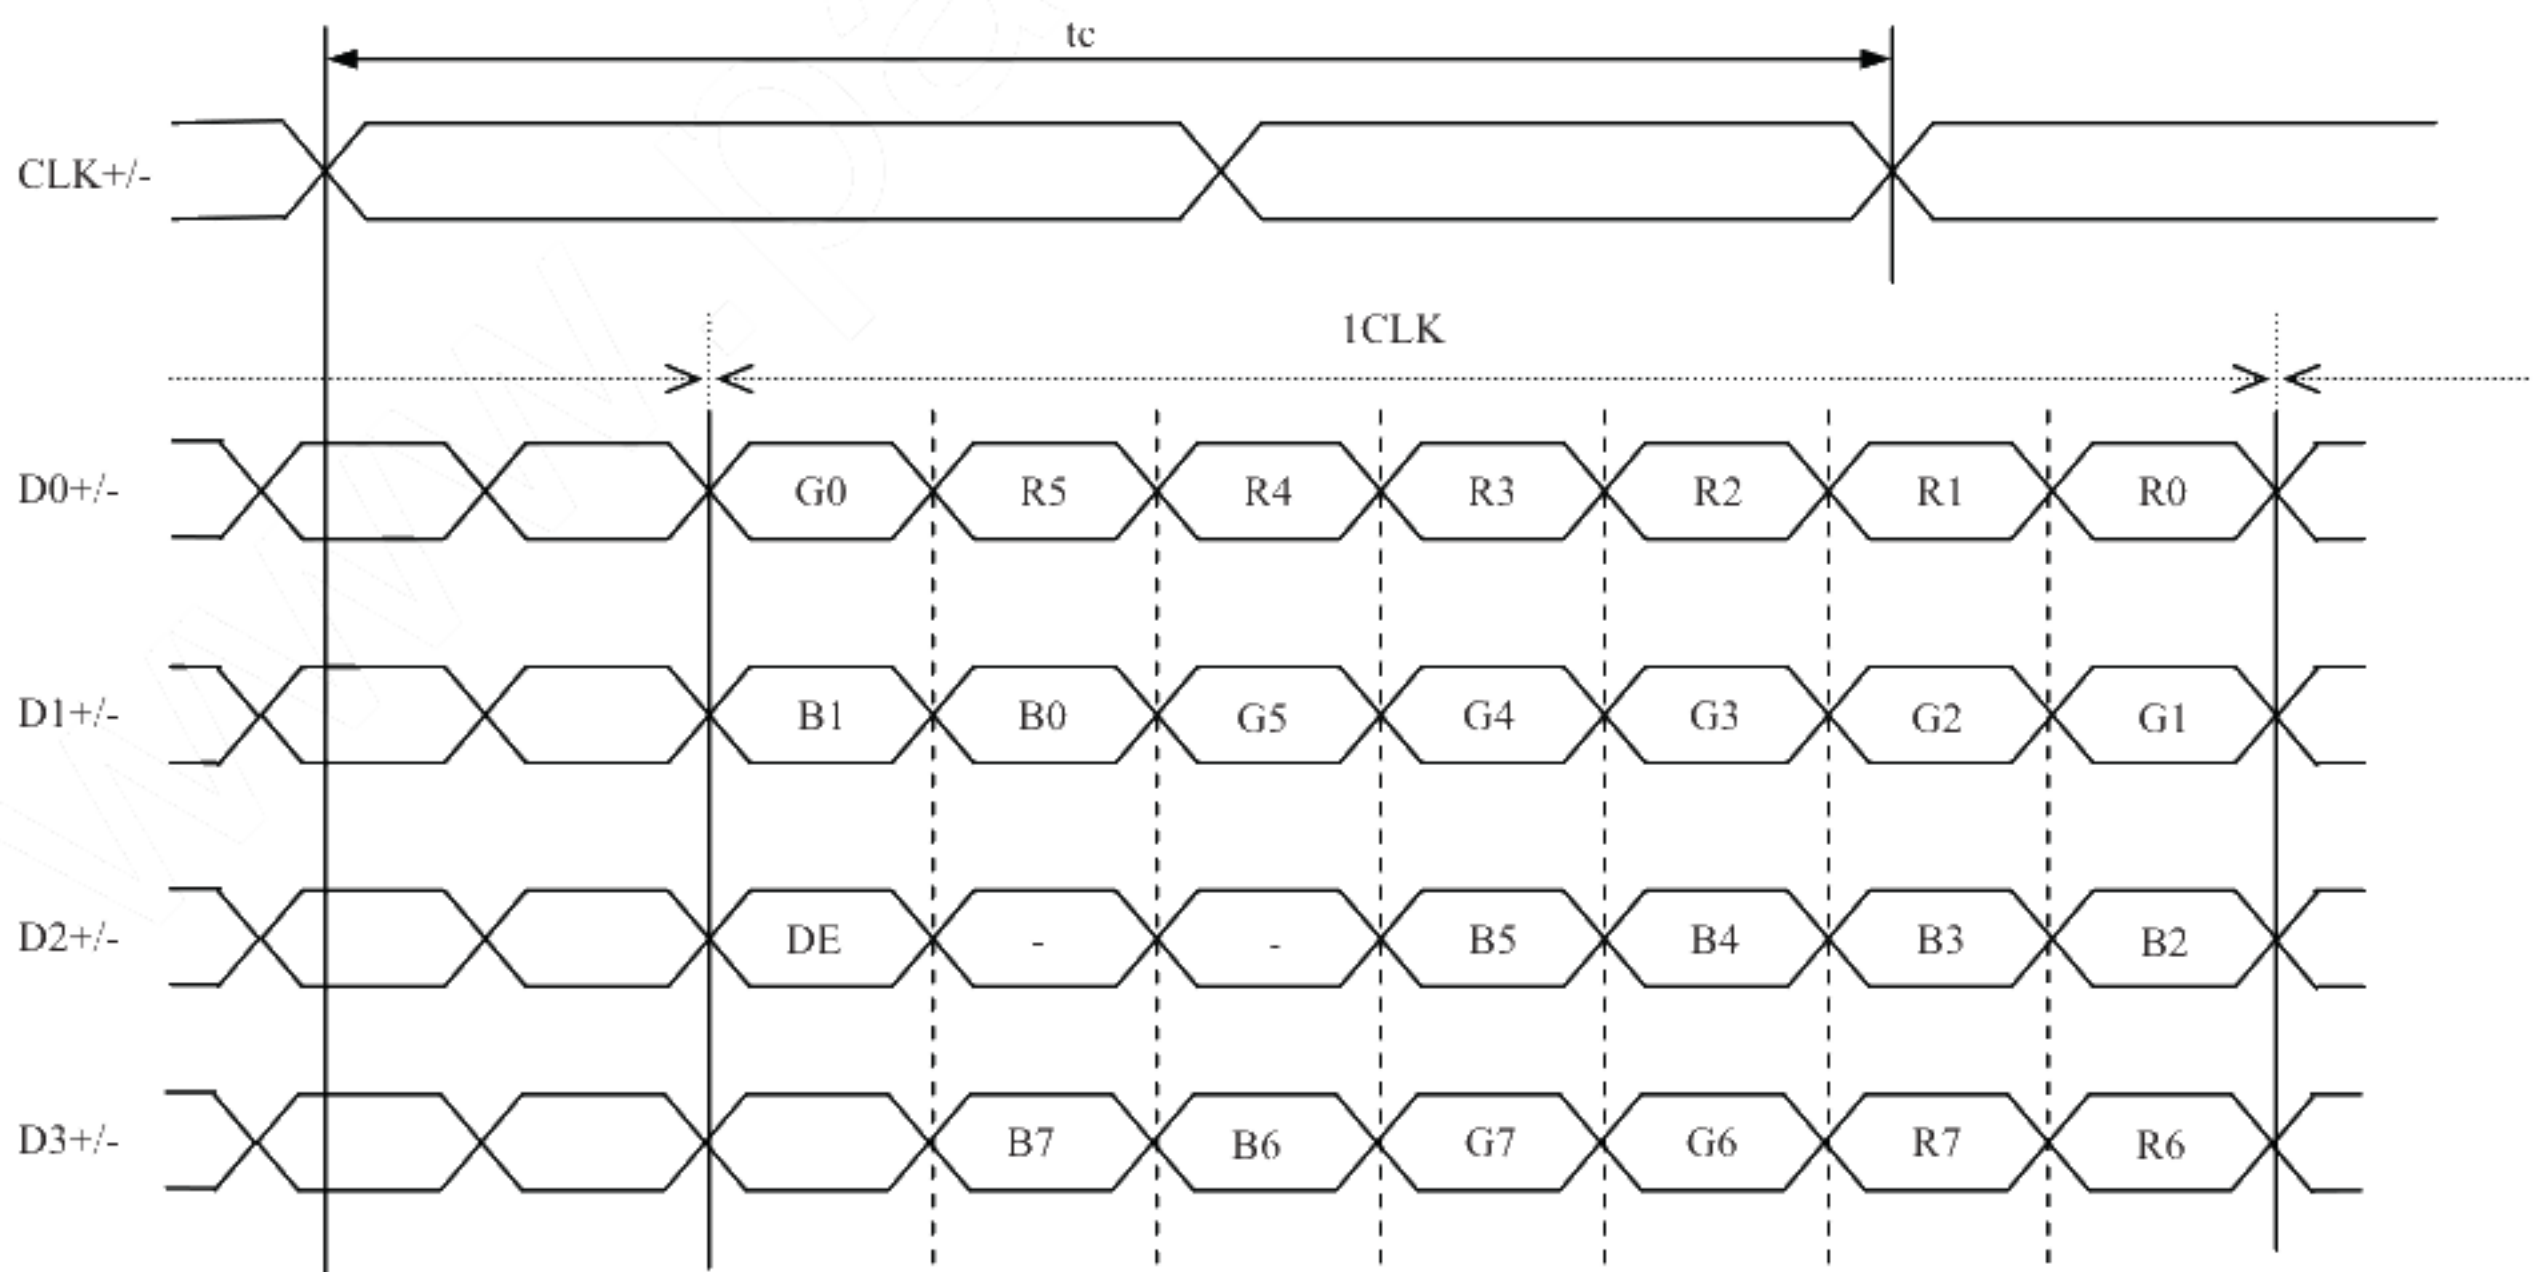 tc
CLK+/-
1CLK
D0+/- G0 R5 R4 R3 R2 R1 R0
D1+/- B1 B0 G5 G4 G3 G2 G1
D2+/- DE - - B5 B4 B3 B2
D3+/- B7 B6 G7 G6 R7 R6